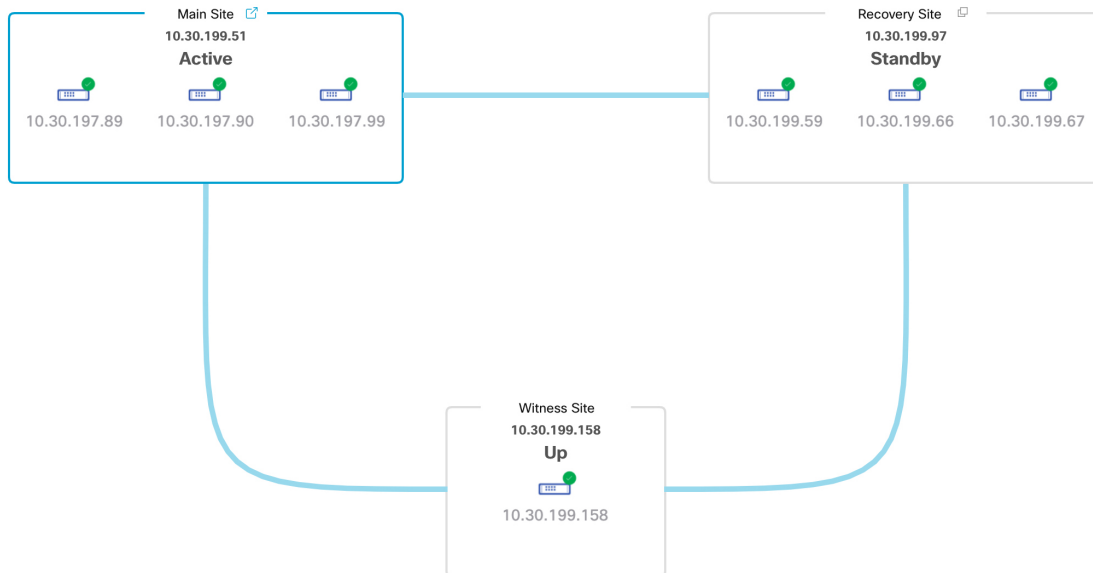 Main Site
10.30.199.51
Active
10.30.197.89
10.30.197.90
10.30.197.99
Recovery Site
10.30.199.97
Standby
10.30.199.59
10.30.199.66
10.30.199.67
Witness Site
10.30.199.158
Up
10.30.199.158